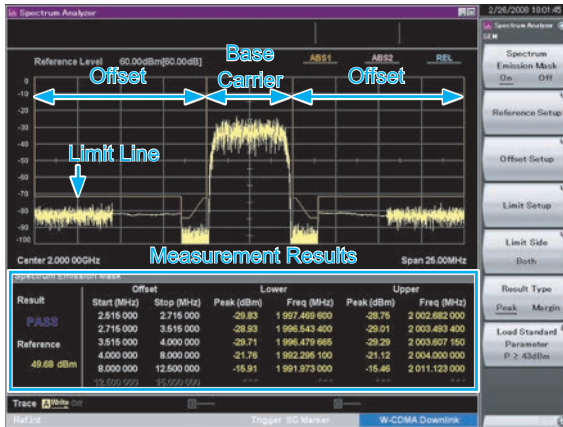 Spectrum Analyzer
2/26/2008 18:01:45
Reference Level 60.00dBm[60.00dB]
ABS1 ABS2 REL
Base
Carrier
Offset
Offset
0
-10
-20
-30
-40
-50
-60
-70
-80
-90
-100
Limit Line
Center 2.000 00GHz
Span 25.00MHz
Measurement Results
Spectrum Emission Mask
Offset Lower Upper
Result Start (MHz) Stop (MHz) Peak (dBm) Freq (MHz) Peak (dBm) Freq (MHz)
PASS
Reference
49.68 dBm
2.515 000 2.715 000 -29.83 1 997.469 600 -28.75 2 002.682 000
2.715 000 3.515 000 -28.93 1 996.543 400 -29.01 2 003.493 400
3.515 000 4.000 000 -29.71 1 996.479 665 -29.29 2 003.607 150
4.000 000 8.000 000 -21.76 1 992.295 100 -21.12 2 004.000 000
8.000 000 12.500 000 -15.91 1 991.973 000 -15.46 2 011.123 000
12.500 000 15.000 000 *** *** *** ***
Trace A Write Off
Ref.Int
Trigger SG Marker
W-CDMA Downlink
Spectrum Analyzer
SEM
Spectrum
Emission Mask
On Off
Reference Setup
Offset Setup
Limit Setup
Limit Side
Both
Result Type
Peak Margin
Load Standard
Parameter
P ≥ 43dBm